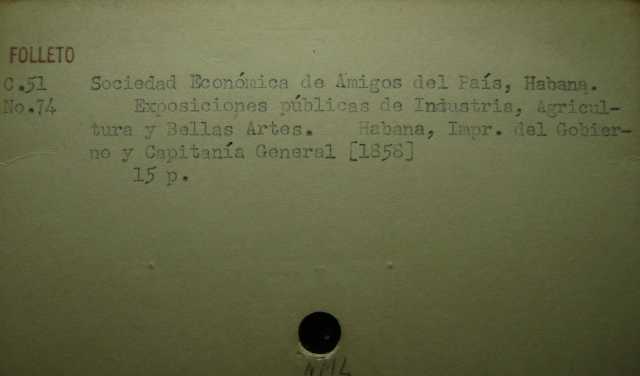 FOLLETO
C.51 Sociedad Económica de Amigos del País, Habana.
No.74 Exposiciones públicas de Industria, Agricul-
tura y Bellas Artes. Habana, Impr. del Gobier-
no y Capitanía General [1858]
15 p.